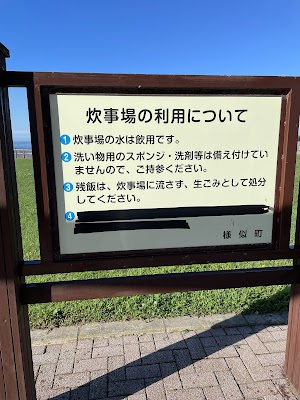 炊事場の利用について
1 炊事場の水は飲用です。
2 洗い物用のスポンジ・洗剤等は備え付けてい
ませんので、ご持参ください。
3 残飯は、炊事場に流さず、生ごみとして処分
してください。
4
様似町